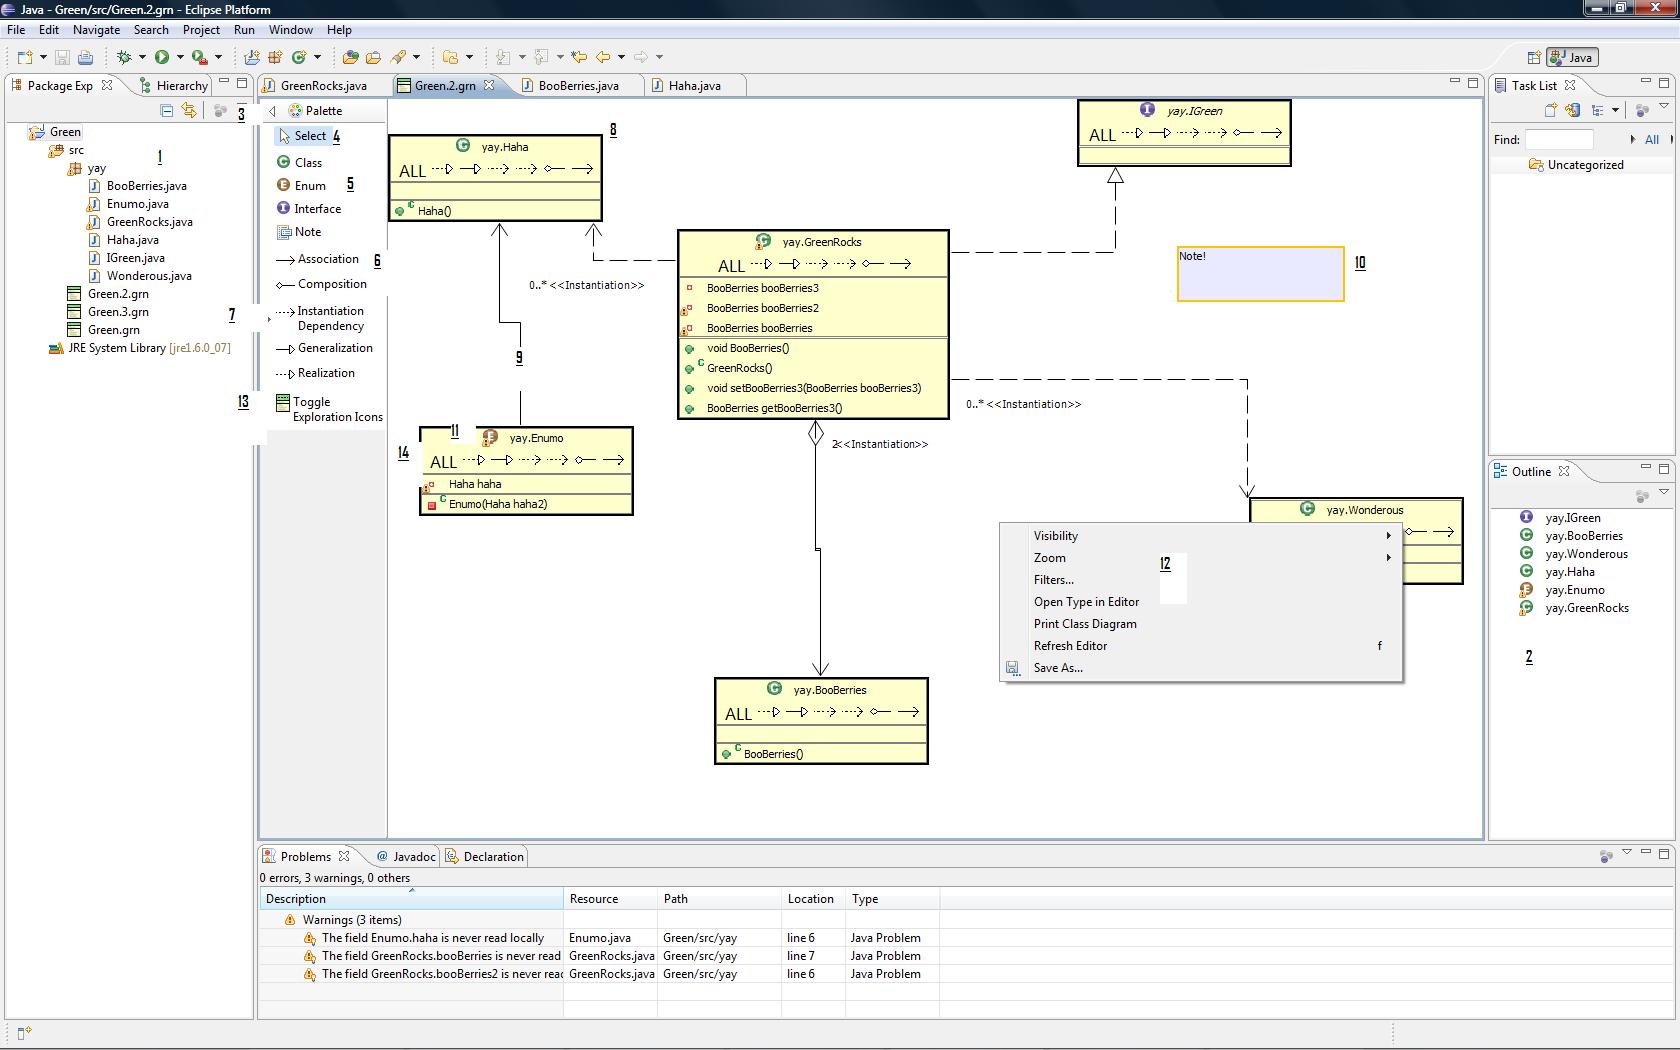 Java - Green/src/Green.2.grn - Eclipse Platform
File Edit Navigate Search Project Run Window Help
Java
Package Exp Hierarchy
3
Green
src
1
yay
BooBerries.java
Enumo.java
GreenRocks.java
Haha.java
IGreen.java
Wonderous.java
Green.2.grn
Green.3.grn
7
Green.grn
JRE System Library [jre1.6.0_07]
13
GreenRocks.java Green.2.grn BooBerries.java Haha.java
Palette
Select 4
Class
Enum 5
Interface
Note
Association 6
Composition
Instantiation
Dependency
Generalization
Realization
Toggle
Exploration Icons
8
yay.Haha
ALL
Haha()
0..* <<Instantiation>>
9
yay.GreenRocks
ALL
BooBerries booBerries3
BooBerries booBerries2
BooBerries booBerries
void BooBerries()
GreenRocks()
void setBooBerries3(BooBerries booBerries3)
BooBerries getBooBerries3()
yay.IGreen
ALL
Note!
10
0..* <<Instantiation>>
2<<Instantiation>>
11
14
yay.Enumo
ALL
Haha haha
Enumo(Haha haha2)
yay.Wonderous
Visibility
Zoom
12
Filters...
Open Type in Editor
Print Class Diagram
Refresh Editor f
Save As...
yay.BooBerries
ALL
BooBerries()
Task List
Find: All
Uncategorized
Outline
yay.IGreen
yay.BooBerries
yay.Wonderous
yay.Haha
yay.Enumo
yay.GreenRocks
2
Problems Javadoc Declaration
0 errors, 3 warnings, 0 others
Description Resource Path Location Type
Warnings (3 items)
The field Enumo.haha is never read locally Enumo.java Green/src/yay line 6 Java Problem
The field GreenRocks.booBerries is never read GreenRocks.java Green/src/yay line 7 Java Problem
The field GreenRocks.booBerries2 is never rea GreenRocks.java Green/src/yay line 6 Java Problem